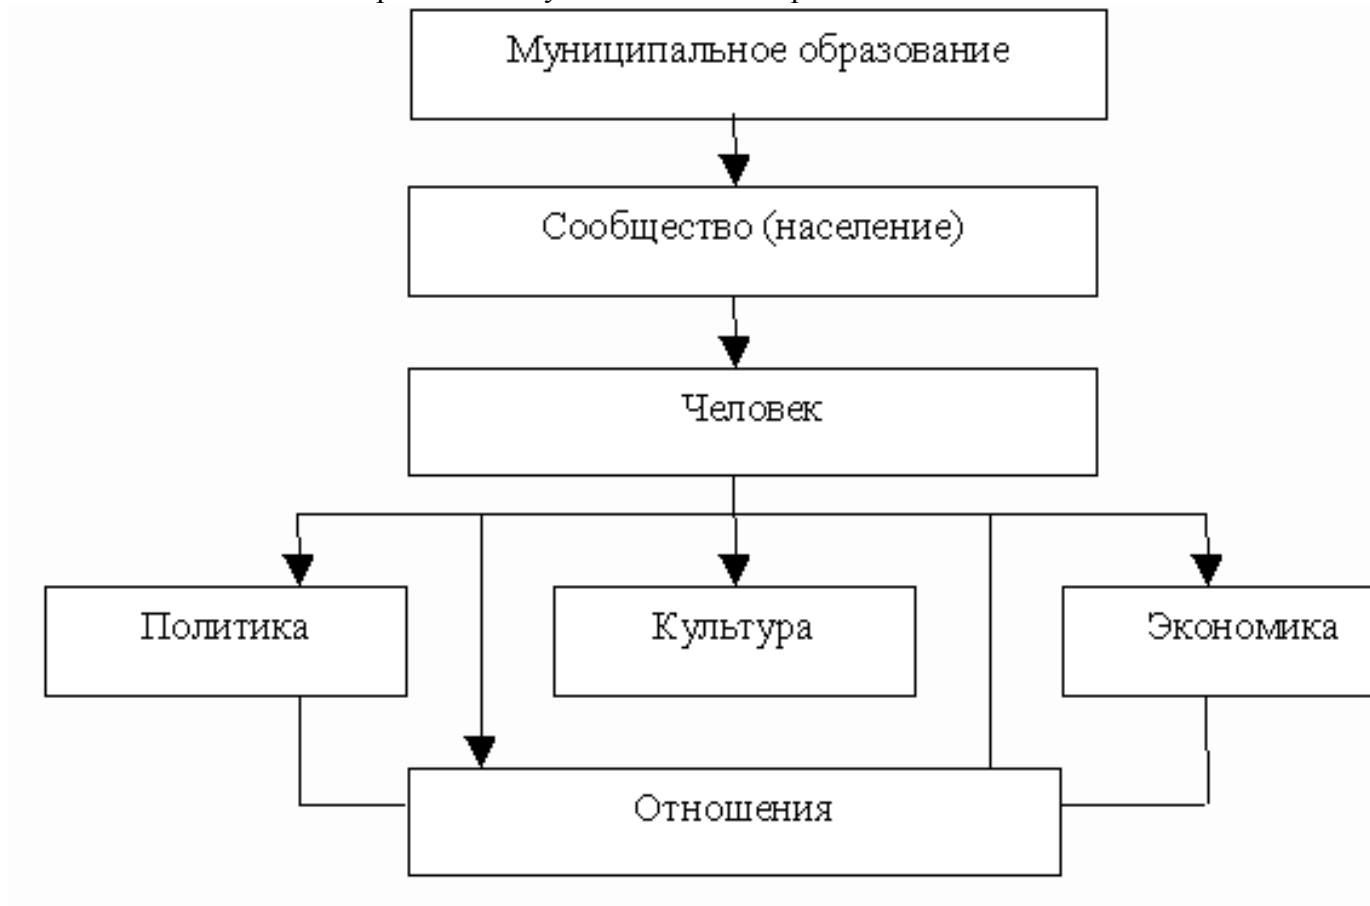 Муниципальное образование
Сообщество (население)
Человек
Политика
Культура
Экономика
Отношения